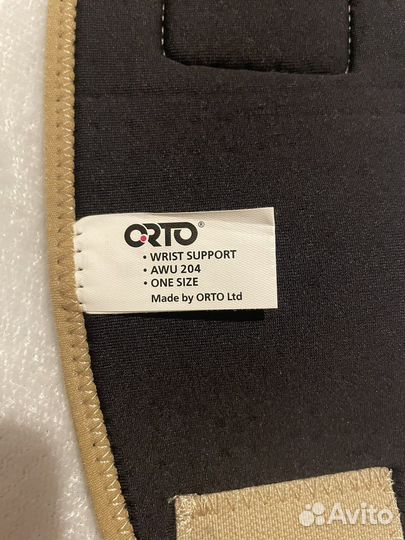 ORTO®
• WRIST SUPPORT
• AWU 204
• ONE SIZE
Made by ORTO Ltd
Avito